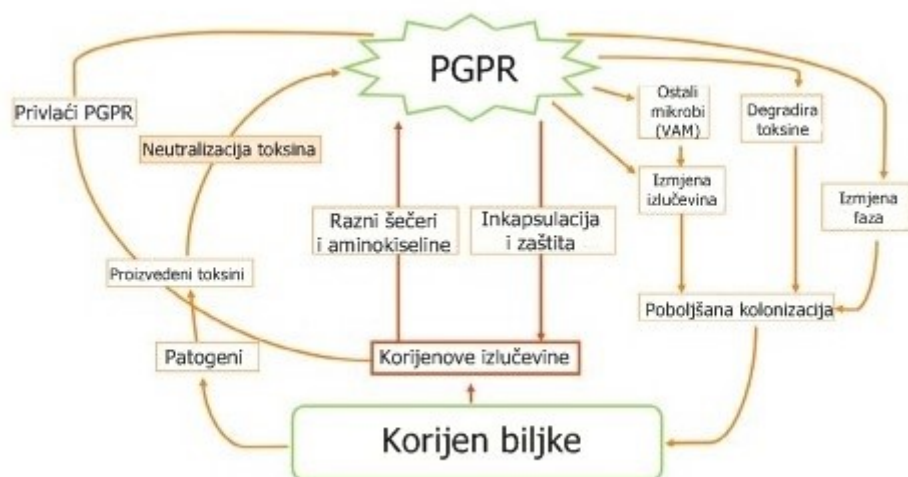 PGPR
Privlaći PGPR
Neutralizacija toksina
Ostali
mikrobi
(VAM)
Degradira
toksine
Izmjena
izlučevina
Izmjena
faza
Razni šečeri
i aminokiseline
Inkapsulacija
i zaštita
Proizvedeni toksini
Poboljšana kolonizacija
Patogeni
Korijenove izlučevine
Korijen biljke